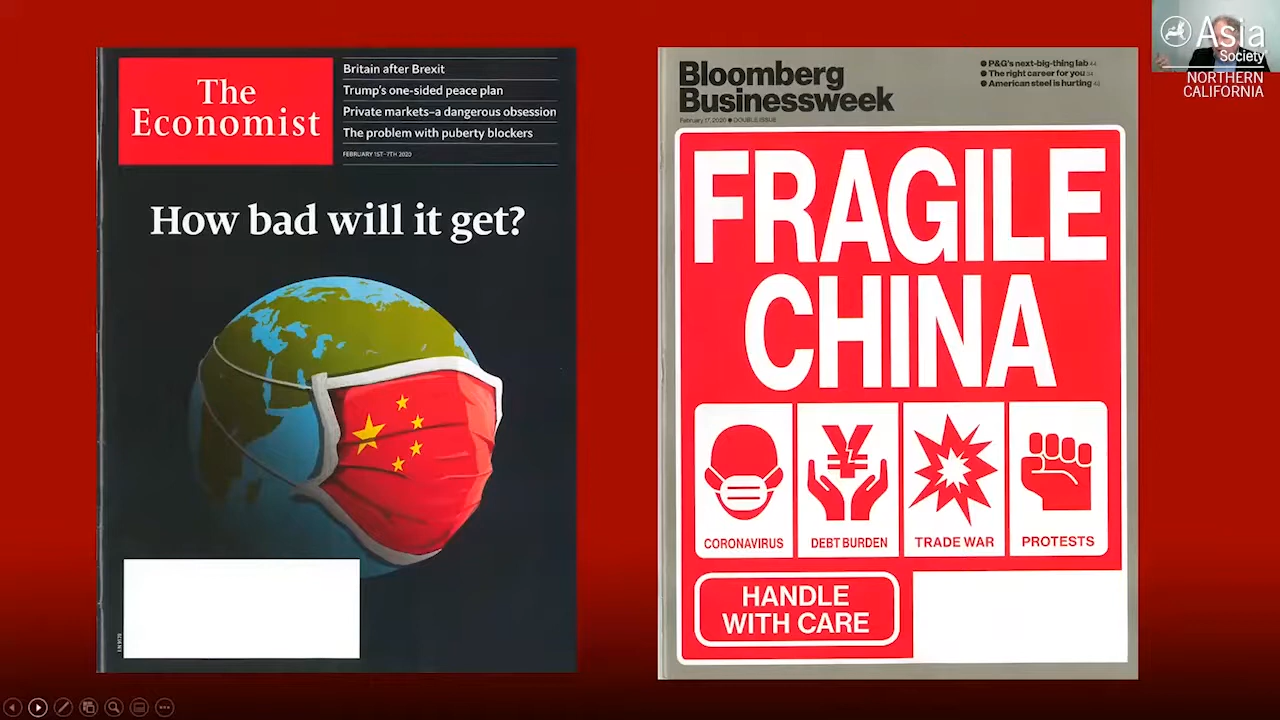 The
Economist
Britain after Brexit
Trump's one-sided peace plan
Private markets–a dangerous obsession
The problem with puberty blockers
FEBRUARY 1ST–7TH 2020
How bad will it get?
Bloomberg
Businessweek
February 17, 2020 ● DOUBLE ISSUE
P&G's next-big-thing lab 44
The right career for you 34
American steel is hurting
FRAGILE
CHINA
¥
CORONAVIRUS
DEBT BURDEN
TRADE WAR
PROTESTS
HANDLE
WITH CARE
Asia
Society
NORTHERN
CALIFORNIA